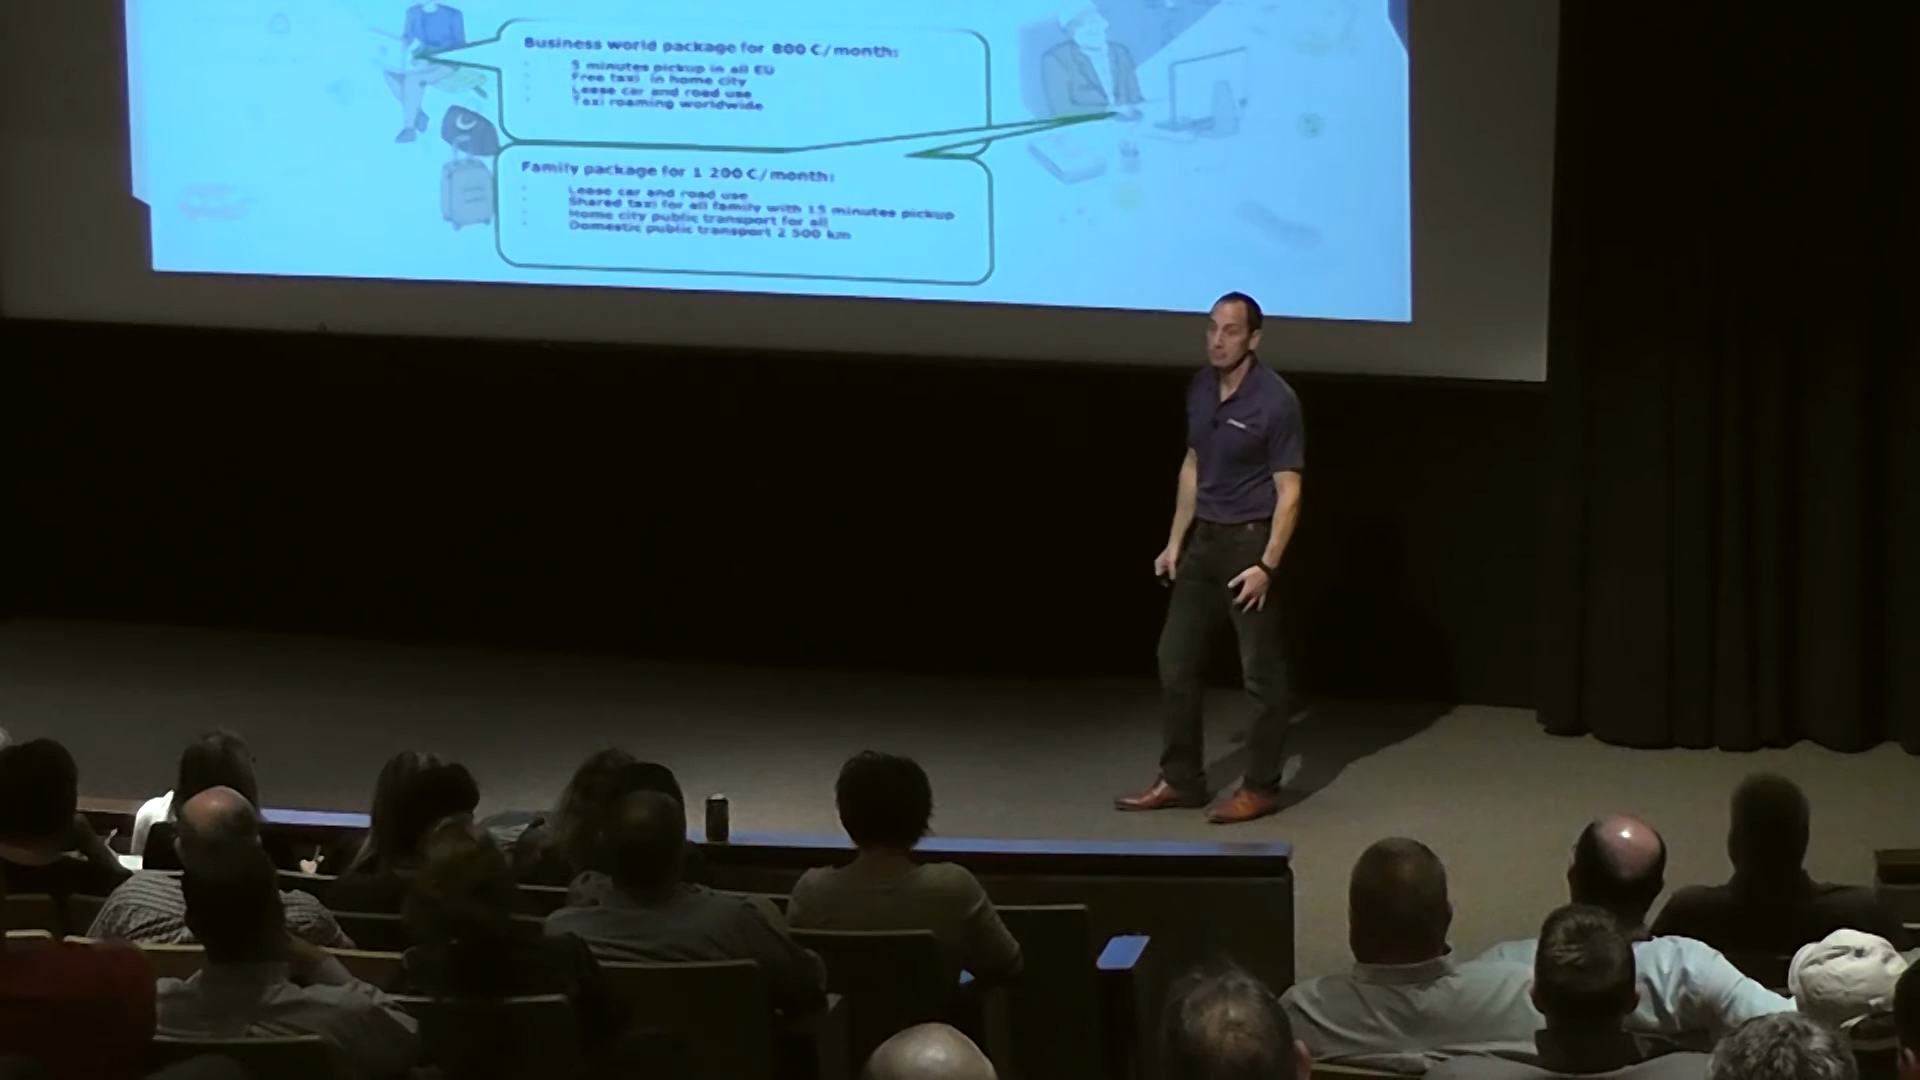 Business world package for 800 €/month:
5 minutes pickup in all EU
Free taxi in home city
Lease car and road use
Taxi roaming worldwide
Family package for 1 200 €/month:
Lease car and road use
Shared taxi for all family with 15 minutes pickup
Home city public transport for all
Domestic public transport 2 500 km